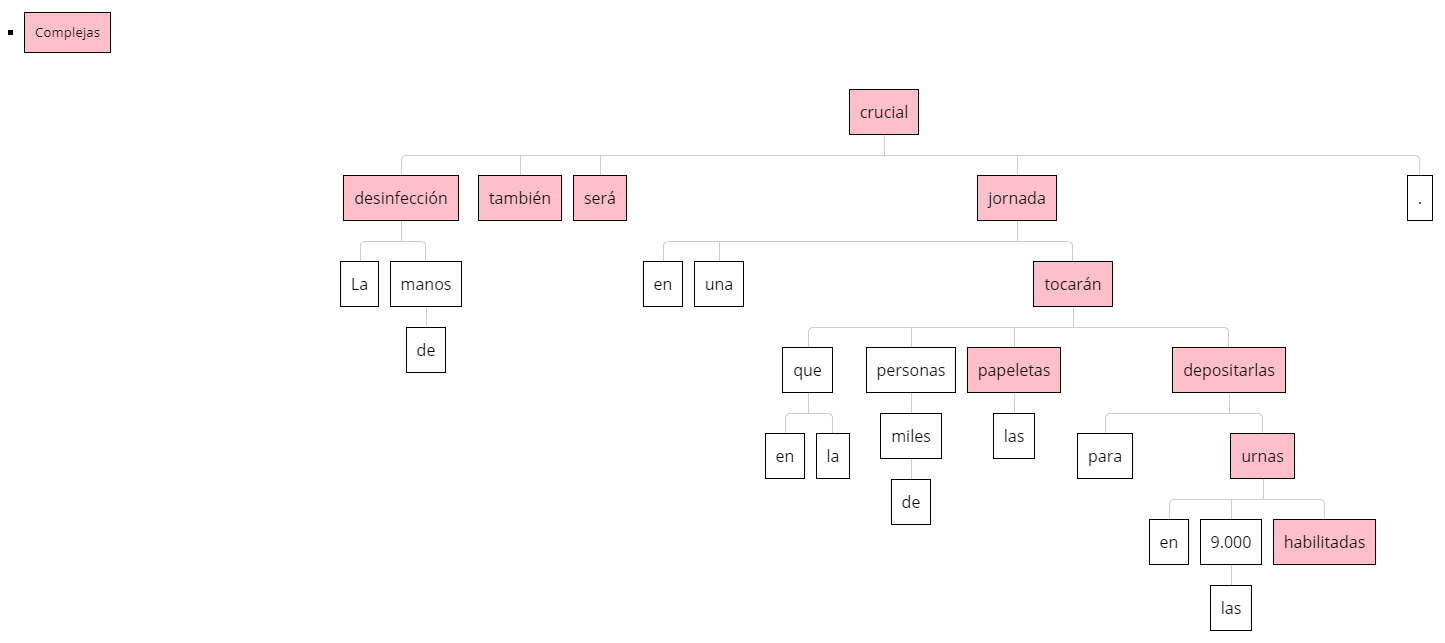 Complejas
crucial
desinfección también será jornada .
La manos en una tocarán
de
que personas papeletas depositarlas
en la miles las para urnas
de
en 9.000 habilitadas
las